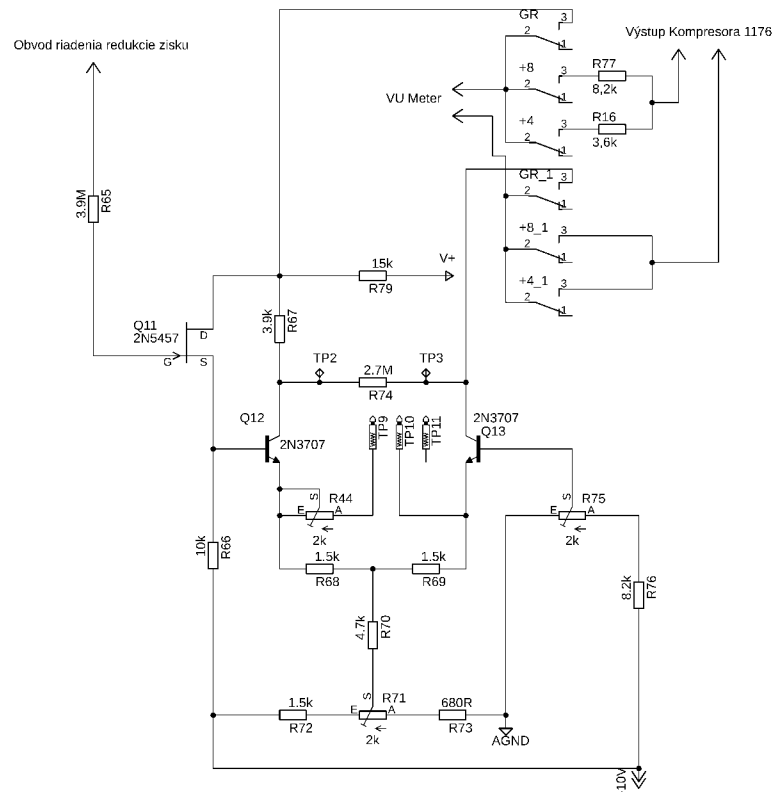 GR
3
2
1
Výstup Kompresora 1176
Obvod riadenia redukcie zisku
+8
3
2
1
R77
8,2k
VU Meter
+4
3
2
1
R16
3,6k
GR_1
3
2
1
3.9M
R65
+8_1
3
2
1
15k
R79
V+
+4_1
3
2
1
Q11
2N5457
D
G
S
3.9k
R67
TP2
2.7M
R74
TP3
Q12
2N3707
TP9
TP10
TP11
2N3707
Q13
S
R44
E
A
2k
S
R75
E
A
2k
10k
R66
1.5k
R68
1.5k
R69
8.2k
R76
4.7k
R70
S
R71
E
A
2k
1.5k
R72
680R
R73
AGND